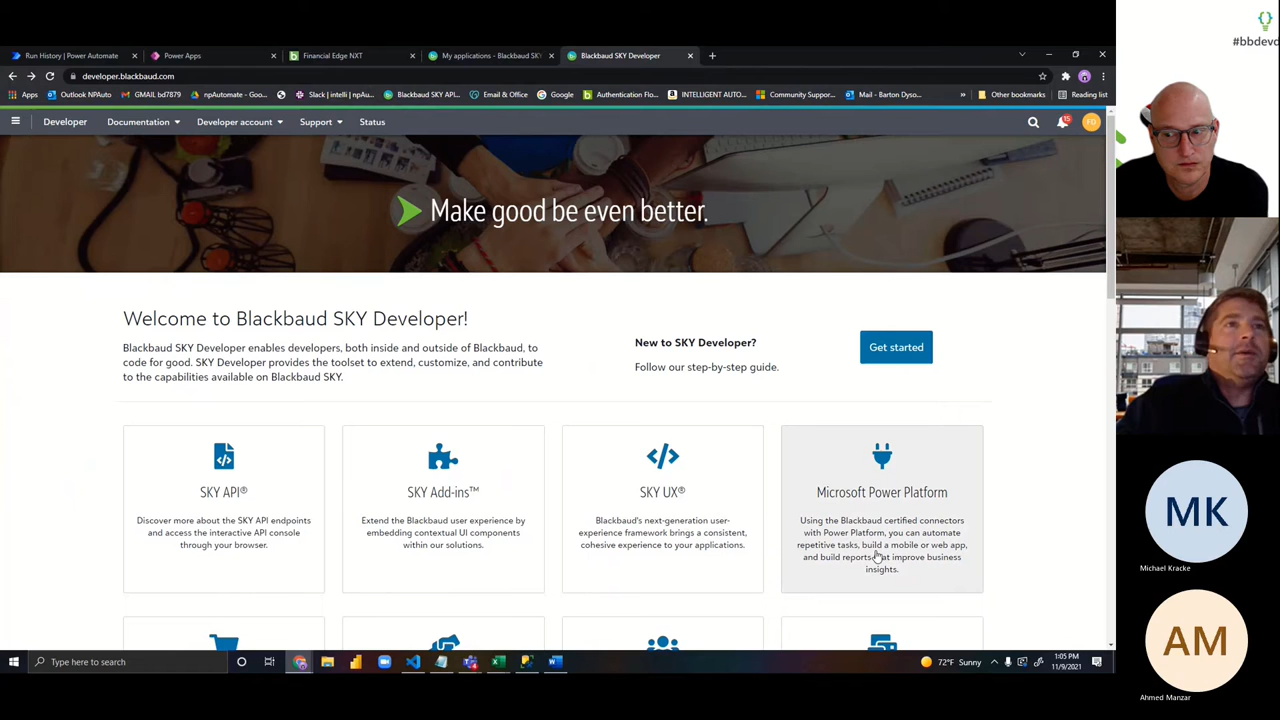 Run History | Power Automate
Power Apps
Financial Edge NXT
My applications - Blackbaud SKY
Blackbaud SKY Developer
#bbdevd
developer.blackbaud.com
Apps
Outlook NPAuto
GMAIL bd7879
npAutomate - Goo
Slack | intelli | npAu...
Blackbaud SKY API...
Email & Office
Google
Authentication Flo...
INTELLIGENT AUTO...
Community Suppor...
Mail - Barton Dyso...
»
Other bookmarks
Reading list
Developer
Documentation
Developer account
Support
Status
15
FD
Make good be even better.
Welcome to Blackbaud SKY Developer!
Blackbaud SKY Developer enables developers, both inside and outside of Blackbaud, to
code for good. SKY Developer provides the toolset to extend, customize, and contribute
to the capabilities available on Blackbaud SKY.
New to SKY Developer?
Follow our step-by-step guide.
Get started
SKY API®
Discover more about the SKY API endpoints
and access the interactive API console
through your browser.
SKY Add-ins™
Extend the Blackbaud user experience by
embedding contextual UI components
within our solutions.
SKY UX®
Blackbaud's next-generation user-
experience framework brings a consistent,
cohesive experience to your applications.
Microsoft Power Platform
Using the Blackbaud certified connectors
with Power Platform, you can automate
repetitive tasks, build a mobile or web app,
and build reports that improve business
insights.
MK
Michael Kracke
AM
Ahmed Manzar
Type here to search
72°F Sunny
1:05 PM
11/9/2021